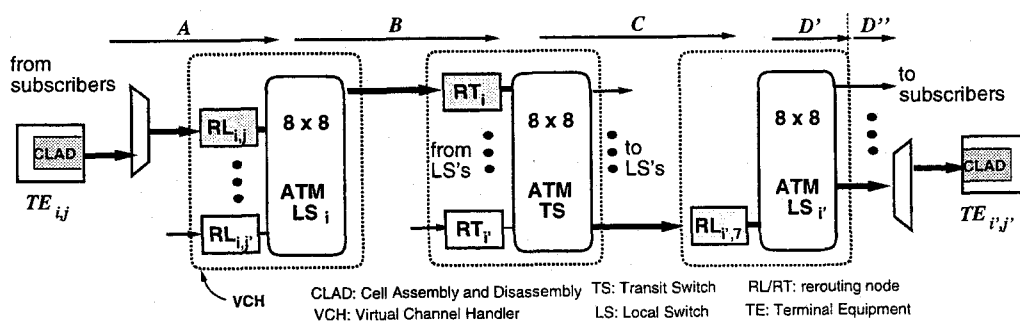 A B C D' D''
from
subscribers
CLAD
TE i,j
RL i,j
RL i,j'
8 x 8
ATM
LS i
VCH
RT i
from
LS's
RT i'
8 x 8
ATM
TS
to
LS's
RL i',7
8 x 8
ATM
LS i'
to
subscribers
CLAD
TE i',j'
CLAD: Cell Assembly and Disassembly TS: Transit Switch RL/RT: rerouting node
VCH: Virtual Channel Handler LS: Local Switch TE: Terminal Equipment